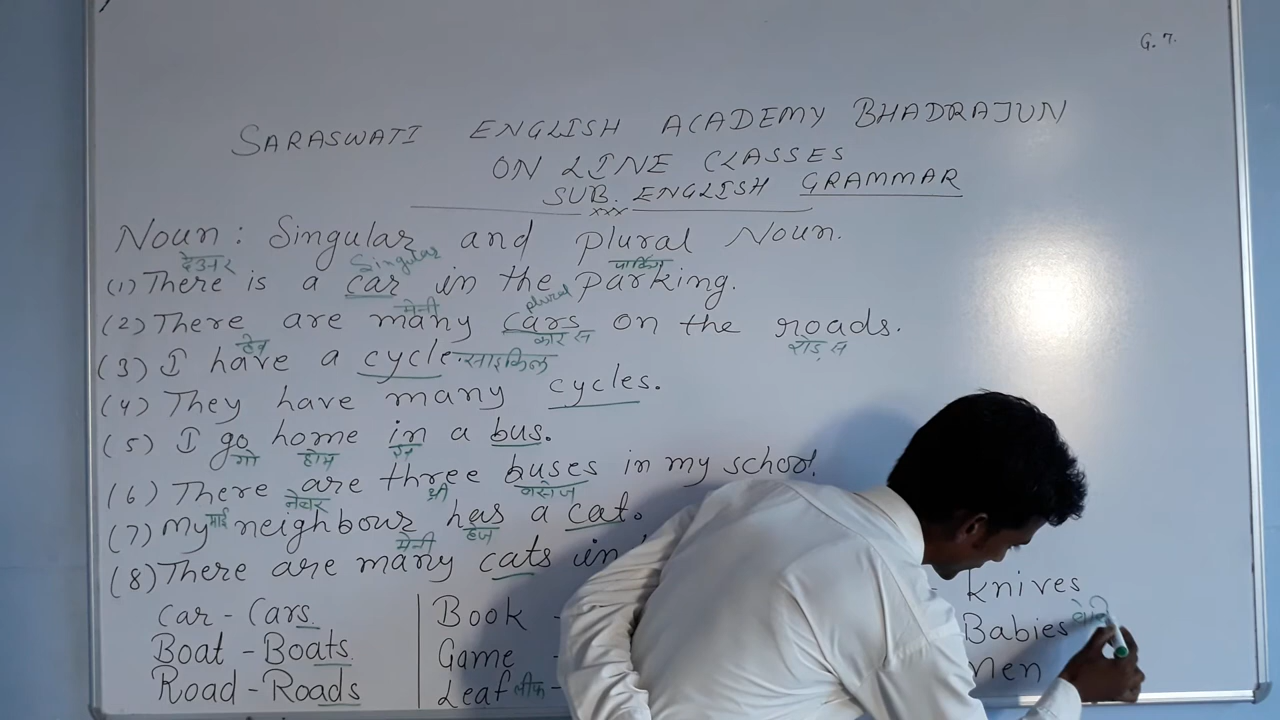 G. 7.
SARASWATI ENGLISH ACADEMY BHADRAJUN
ON LINE CLASSES
SUB. ENGLISH GRAMMAR
xxx
Noun: Singular and plural Noun.
देअर Singular पार्किंग
(1) There is a car in the parking.
मेनी plural
(2) There are many cars on the roads.
हेव कार स रोड़ स
(3) I have a cycle. साइकिल
(4) They have many cycles.
(5) I go home in a bus.
गो होम इन
(6) There are three buses in my school.
नेबर थ्री बसेज
(7) My माई neighbour has a cat.
मेनी हैज
(8) There are many cats in
Car - Cars Book - knives
Boat - Boats. Game - Babies बेबी
Road - Roads Leaf लीफ - Men